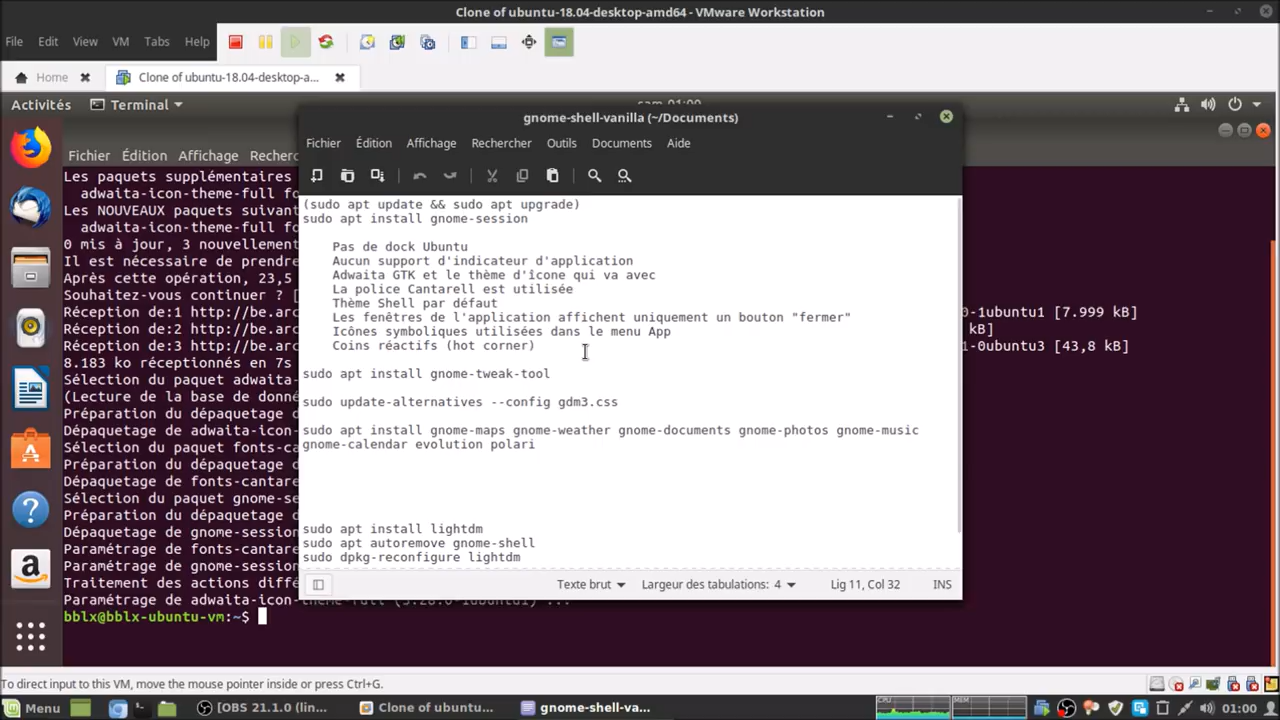 Clone of ubuntu-18.04-desktop-amd64 - VMware Workstation
File Edit View VM Tabs Help
Home Clone of ubuntu-18.04-desktop-a...
Activités Terminal sam 01:00
gnome-shell-vanilla (~/Documents)
Fichier Édition Affichage Recherc
Fichier Édition Affichage Rechercher Outils Documents Aide
Les paquets supplémentaires
adwaita-icon-theme-full fo
Les NOUVEAUX paquets suivant
adwaita-icon-theme-full fo
0 mis à jour, 3 nouvellement
Il est nécessaire de prendre
Après cette opération, 23,5
Souhaitez-vous continuer ? [
Réception de:1 http://be.arc
Réception de:2 http://be.arc
Réception de:3 http://be.arc
8.183 ko réceptionnés en 7s
Sélection du paquet adwaita-
(Lecture de la base de donné
Préparation du dépaquetage d
Dépaquetage de adwaita-icon-
Sélection du paquet fonts-ca
Préparation du dépaquetage d
Dépaquetage de fonts-cantare
Sélection du paquet gnome-se
Préparation du dépaquetage d
Dépaquetage de gnome-session
Paramétrage de fonts-cantare
Paramétrage de gnome-session
Traitement des actions diffé
Paramétrage de adwaita-icon-theme-full (3.28.0-1ubuntu1) ...
bblx@bblx-ubuntu-vm:~$
0-1ubuntu1 [7.999 kB]
kB]
1-0ubuntu3 [43,8 kB]
(sudo apt update && sudo apt upgrade)
sudo apt install gnome-session
Pas de dock Ubuntu
Aucun support d'indicateur d'application
Adwaita GTK et le thème d'îcone qui va avec
La police Cantarell est utilisée
Thème Shell par défaut
Les fenêtres de l'application affichent uniquement un bouton "fermer"
Icônes symboliques utilisées dans le menu App
Coins réactifs (hot corner)
sudo apt install gnome-tweak-tool
sudo update-alternatives --config gdm3.css
sudo apt install gnome-maps gnome-weather gnome-documents gnome-photos gnome-music
gnome-calendar evolution polari
sudo apt install lightdm
sudo apt autoremove gnome-shell
sudo dpkg-reconfigure lightdm
Texte brut Largeur des tabulations: 4 Lig 11, Col 32 INS
To direct input to this VM, move the mouse pointer inside or press Ctrl+G.
Menu [OBS 21.1.0 (lin... Clone of ubuntu... gnome-shell-va... CPU MEM 01:00